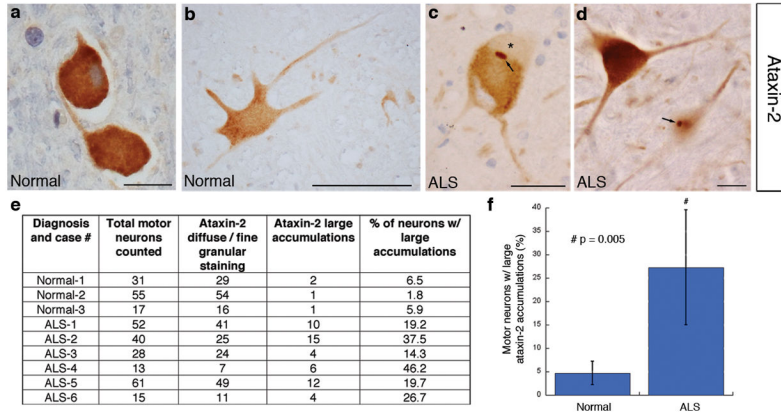 a
b
c
d
*
Normal
Normal
ALS
ALS
Ataxin-2
e
Diagnosis and case # | Total motor neurons counted | Ataxin-2 diffuse / fine granular staining | Ataxin-2 large accumulations | % of neurons w/ large accumulations
Normal-1 | 31 | 29 | 2 | 6.5
Normal-2 | 55 | 54 | 1 | 1.8
Normal-3 | 17 | 16 | 1 | 5.9
ALS-1 | 52 | 41 | 10 | 19.2
ALS-2 | 40 | 25 | 15 | 37.5
ALS-3 | 28 | 24 | 4 | 14.3
ALS-4 | 13 | 7 | 6 | 46.2
ALS-5 | 61 | 49 | 12 | 19.7
ALS-6 | 15 | 11 | 4 | 26.7
f
Motor neurons w/ large
ataxin-2 accumulations (%)
40
35
30
25
20
15
10
5
0
# p = 0.005
#
Normal
ALS